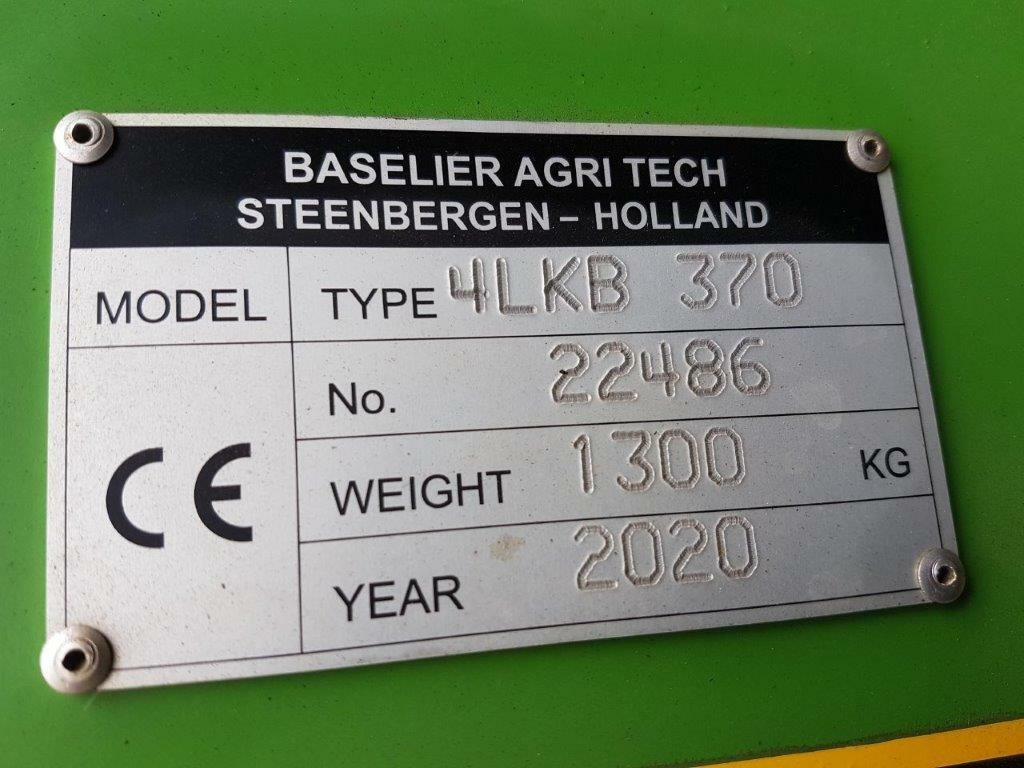 BASELIER AGRI TECH
STEENBERGEN – HOLLAND
MODEL TYPE 4LKB 370
No. 22486
CE
WEIGHT 1300 KG
YEAR 2020